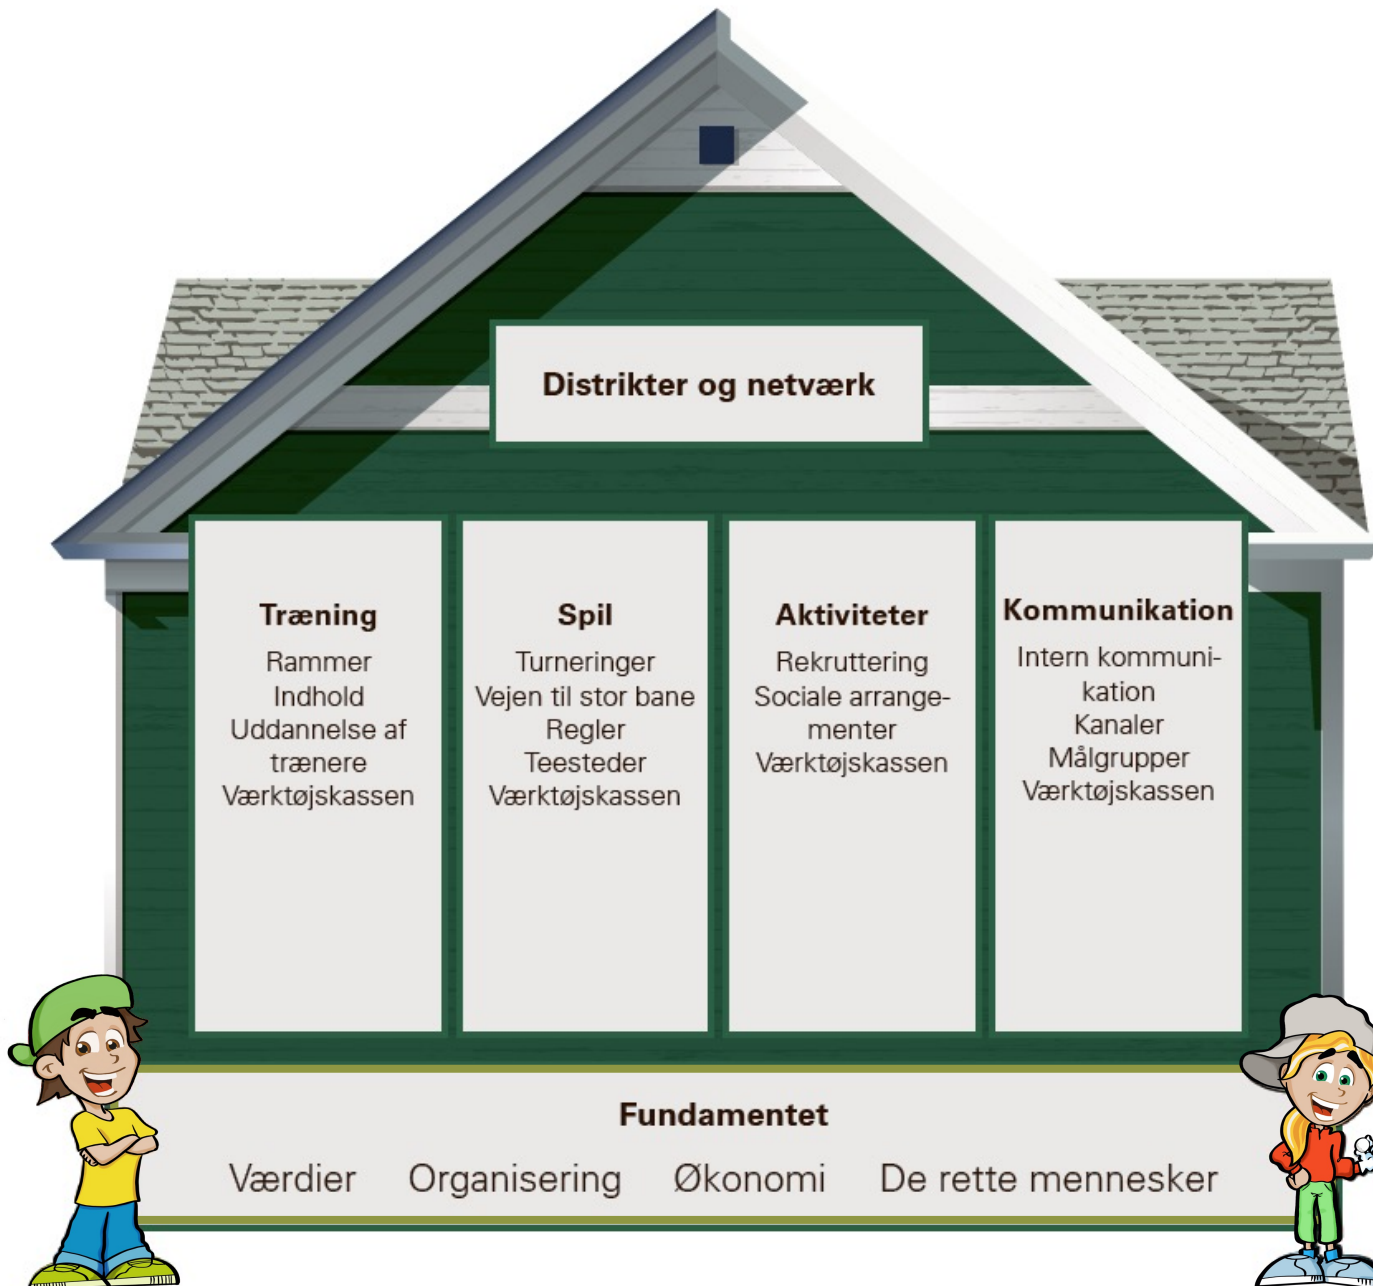 Distrikter og netværk
Træning
Rammer
Indhold
Uddannelse af
trænere
Værktøjskassen
Spil
Turneringer
Vejen til stor bane
Regler
Teesteder
Værktøjskassen
Aktiviteter
Rekruttering
Sociale arrange-
menter
Værktøjskassen
Kommunikation
Intern kommuni-
kation
Kanaler
Målgrupper
Værktøjskassen
Fundamentet
Værdier Organisering Økonomi De rette mennesker